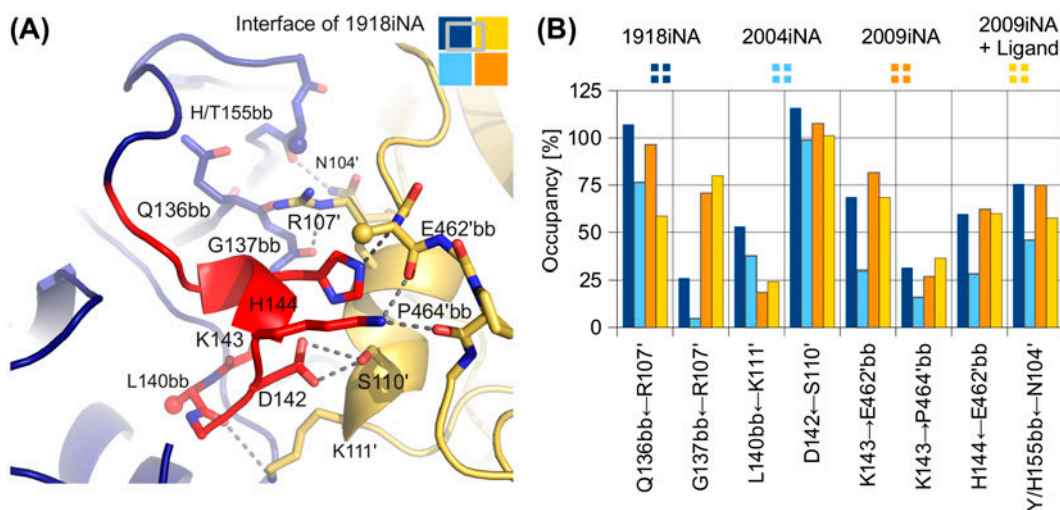 (A)
Interface of 1918iNA
H/T155bb
N104'
Q136bb
R107'
E462'bb
G137bb
H144
P464'bb
K143
S110'
L140bb
D142
K111'
(B)
1918iNA 2004iNA 2009iNA 2009iNA
+ Ligand
Occupancy [%]
125
100
75
50
25
0
Q136bb←R107'
G137bb←R107'
L140bb←K111'
D142←S110'
K143→E462'bb
K143→P464'bb
H144←E462'bb
Y/H155bb←N104'